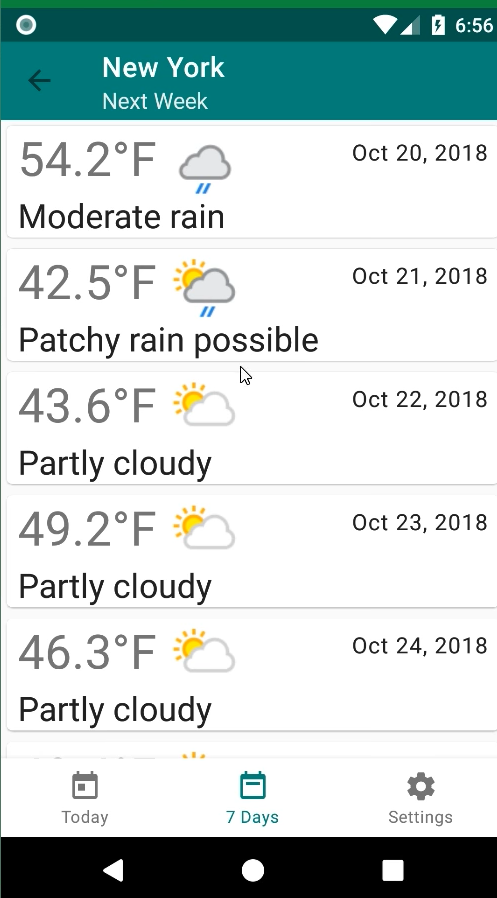 6:56
New York
Next Week
54.2°F
Oct 20, 2018
Moderate rain
42.5°F
Oct 21, 2018
Patchy rain possible
43.6°F
Oct 22, 2018
Partly cloudy
49.2°F
Oct 23, 2018
Partly cloudy
46.3°F
Oct 24, 2018
Partly cloudy
Today
7 Days
Settings